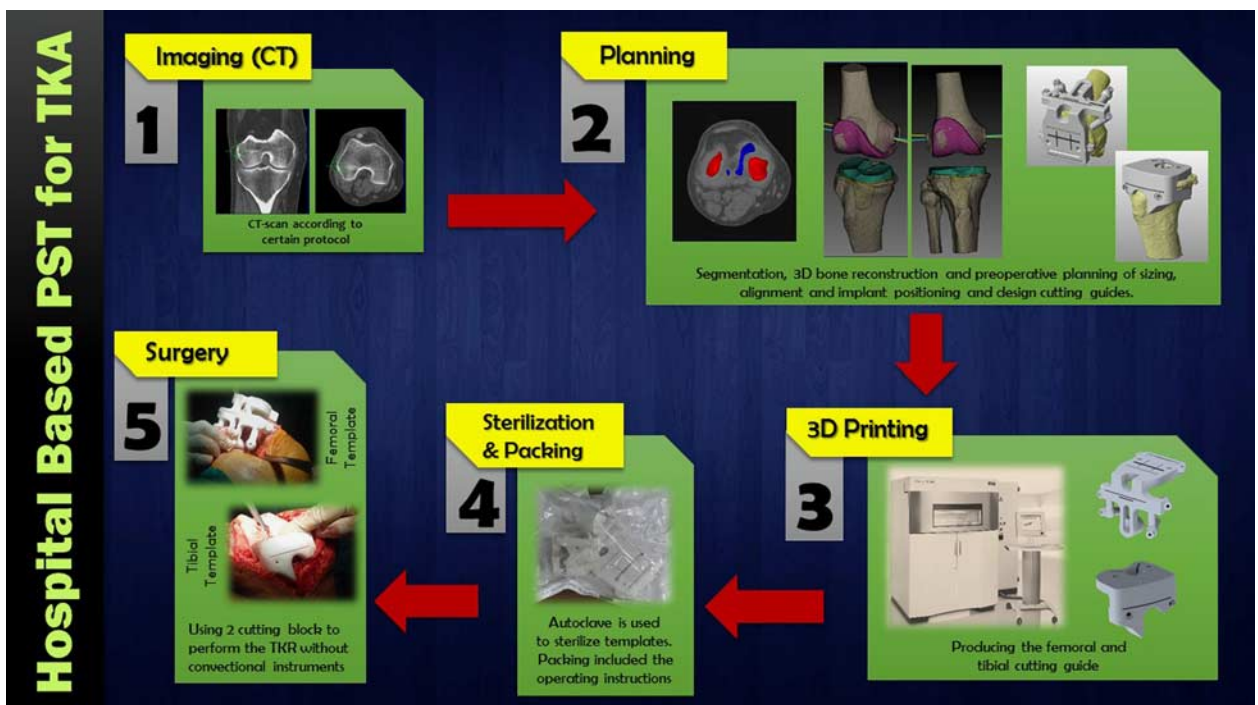 Hospital Based PST for TKA
Imaging (CT)
1
CT-scan according to
certain protocol
Planning
2
Segmentation, 3D bone reconstruction and preoperative planning of sizing,
alignment and implant positioning and design cutting guides.
3D Printing
3
Producing the femoral and
tibial cutting guide
Sterilization
& Packing
4
Autoclave is used
to sterilize templates.
Packing included the
operating instructions
Surgery
5
Femoral
Template
Tibial
Template
Using 2 cutting block to
perform the TKR without
convectional instruments